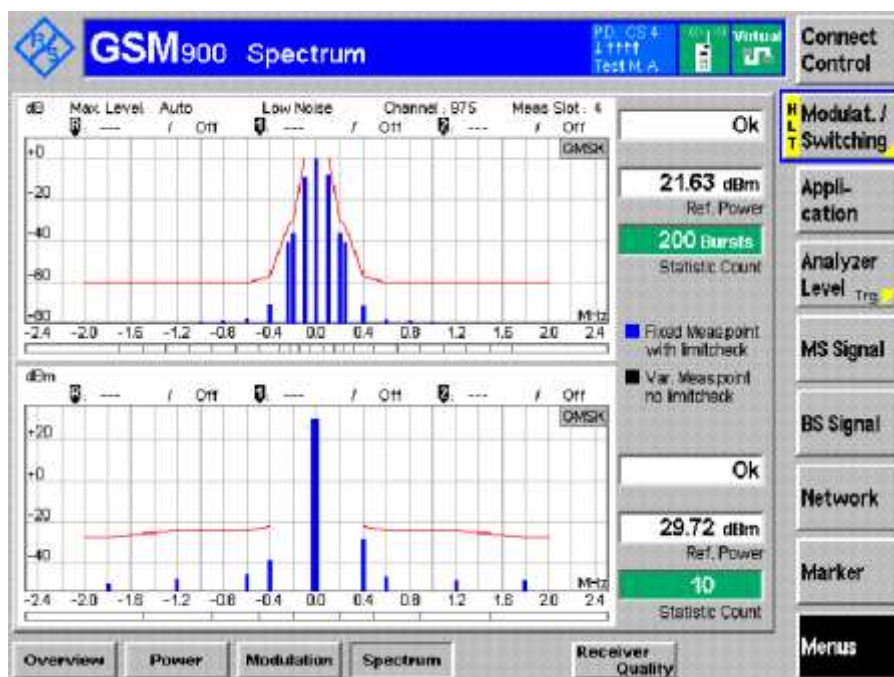 R&S
GSM900 Spectrum
PD: CS4
Test M. A
Virtual
Connect
Control
dB Max. Level Auto Low Noise Channel: 975 Meas Slot: 4
--- / Off --- / Off --- / Off
GMSK
+0
-20
-40
-60
-80
MHz
-2.4 -2.0 -1.6 -1.2 -0.8 -0.4 0.0 0.4 0.8 1.2 1.6 2.0 2.4
Ok
21.63 dBm
Ref. Power
200 Bursts
Statistic Count
Fixed Meas point
with limitcheck
Var. Meas point
no limitcheck
dBm
--- / Off --- / Off --- / Off
GMSK
+20
+0
-20
-40
MHz
-2.4 -2.0 -1.6 -1.2 -0.8 -0.4 0.0 0.4 0.8 1.2 1.6 2.0 2.4
Ok
29.72 dBm
Ref. Power
10
Statistic Count
HLT
Modulat. /
Switching
Appli-
cation
Analyzer
Level Trg
MS Signal
BS Signal
Network
Marker
Menus
Overview
Power
Modulation
Spectrum
Receiver
Quality